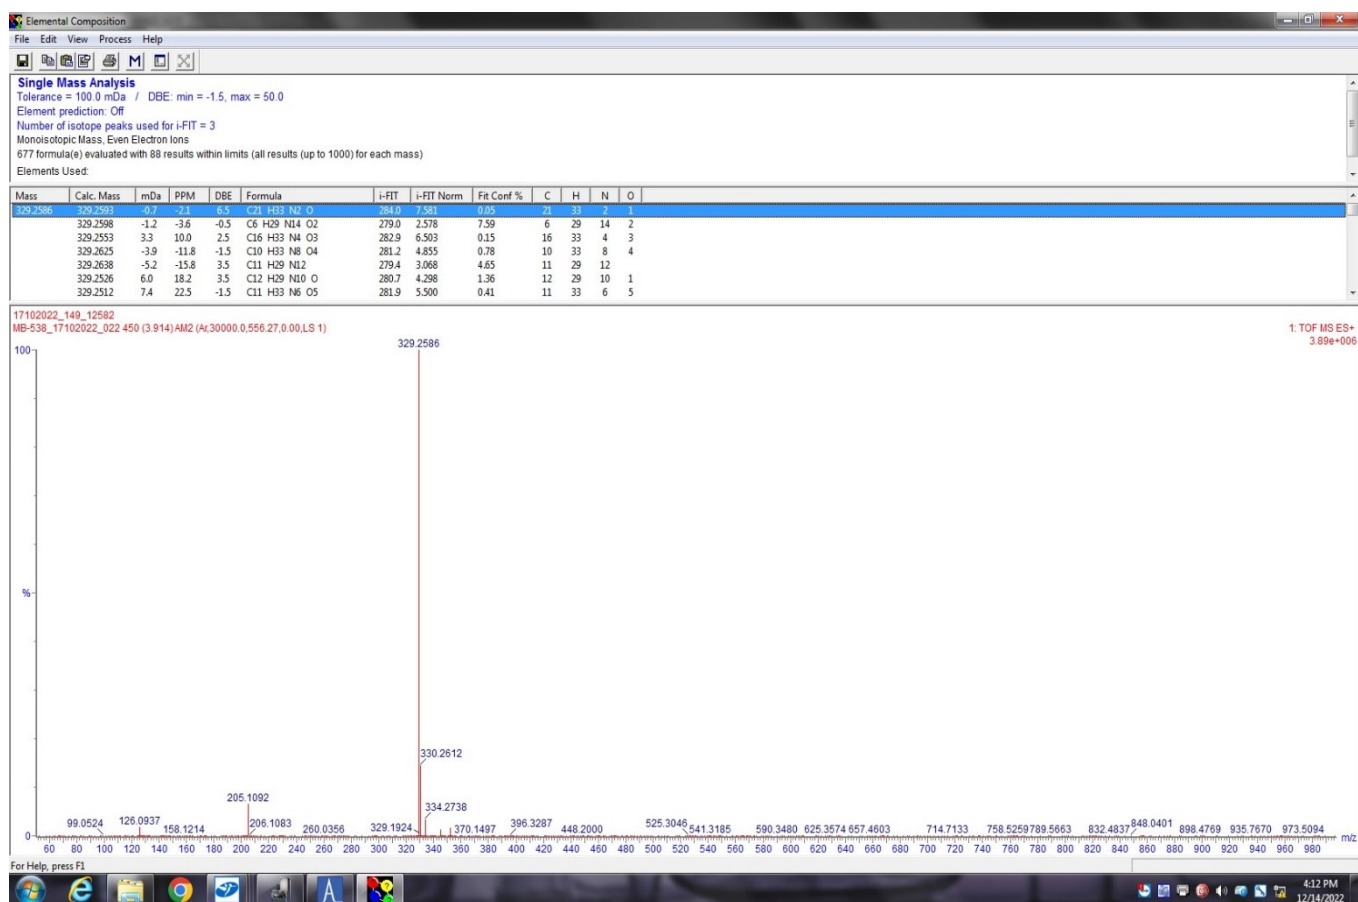 Elemental Composition
File Edit View Process Help
M
Single Mass Analysis
Tolerance = 100.0 mDa / DBE: min = -1.5, max = 50.0
Element prediction: Off
Number of isotope peaks used for i-FIT = 3
Monoisotopic Mass, Even Electron Ions
677 formula(e) evaluated with 88 results within limits (all results (up to 1000) for each mass)
Elements Used:
Mass Calc. Mass mDa PPM DBE Formula i-FIT i-FIT Norm Fit Conf % C H N O
329.2586 329.2593 -0.7 -2.1 6.5 C21 H33 N2 O 284.0 7.581 0.05 21 33 2 1
329.2598 -1.2 -3.6 -0.5 C6 H29 N14 O2 279.0 2.578 7.59 6 29 14 2
329.2553 3.3 10.0 2.5 C16 H33 N4 O3 282.9 6.503 0.15 16 33 4 3
329.2625 -3.9 -11.8 -1.5 C10 H33 N8 O4 281.2 4.855 0.78 10 33 8 4
329.2638 -5.2 -15.8 3.5 C11 H29 N12 279.4 3.068 4.65 11 29 12
329.2526 6.0 18.2 3.5 C12 H29 N10 O 280.7 4.298 1.36 12 29 10 1
329.2512 7.4 22.5 -1.5 C11 H33 N6 O5 281.9 5.500 0.41 11 33 6 5
17102022_149_12582
MB-538_17102022_022 450 (3.914) AM2 (Ar,30000.0,556.27,0.00,LS 1)
1: TOF MS ES+
3.89e+006
100
329.2586
%
330.2612
205.1092
334.2738
99.0524 126.0937 158.1214 206.1083 260.0356 329.1924 370.1497 396.3287 448.2000 525.3046 541.3185 590.3480 625.3574 657.4603 714.7133 758.5259 789.5663 832.4837 848.0401 898.4769 935.7670 973.5094
0
m/z
60 80 100 120 140 160 180 200 220 240 260 280 300 320 340 360 380 400 420 440 460 480 500 520 540 560 580 600 620 640 660 680 700 720 740 760 780 800 820 840 860 880 900 920 940 960 980
For Help, press F1
4:12 PM
12/14/2022